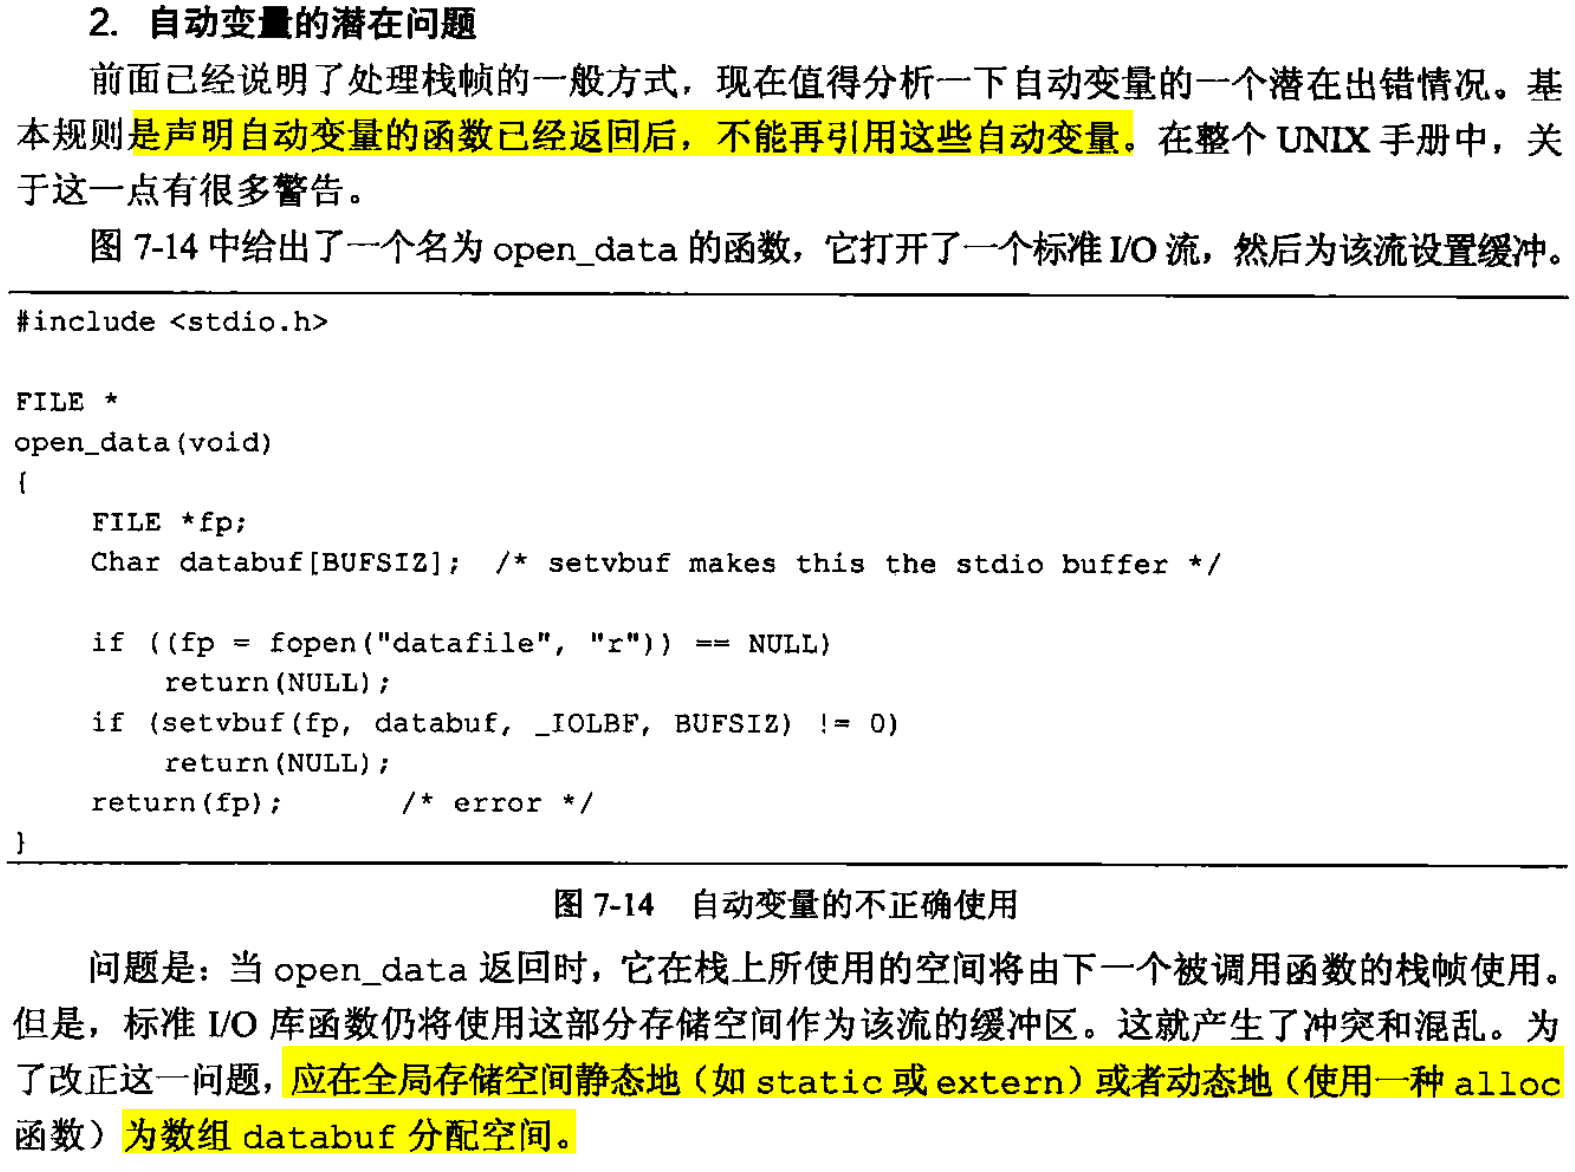 2. 自动变量的潜在问题
前面已经说明了处理栈帧的一般方式，现在值得分析一下自动变量的一个潜在出错情况。基
本规则是声明自动变量的函数已经返回后，不能再引用这些自动变量。在整个 UNIX 手册中，关
于这一点有很多警告。
图 7-14 中给出了一个名为 open_data 的函数，它打开了一个标准 I/O 流，然后为该流设置缓冲。
#include <stdio.h>
FILE *
open_data(void)
{
    FILE *fp;
    Char databuf[BUFSIZ];  /* setvbuf makes this the stdio buffer */
    if ((fp = fopen("datafile", "r")) == NULL)
        return(NULL);
    if (setvbuf(fp, databuf, _IOLBF, BUFSIZ) != 0)
        return(NULL);
    return(fp);      /* error */
}
图 7-14 自动变量的不正确使用
问题是：当 open_data 返回时，它在栈上所使用的空间将由下一个被调用函数的栈帧使用。
但是，标准 I/O 库函数仍将使用这部分存储空间作为该流的缓冲区。这就产生了冲突和混乱。为
了改正这一问题，应在全局存储空间静态地（如 static 或 extern）或者动态地（使用一种 alloc
函数）为数组 databuf 分配空间。